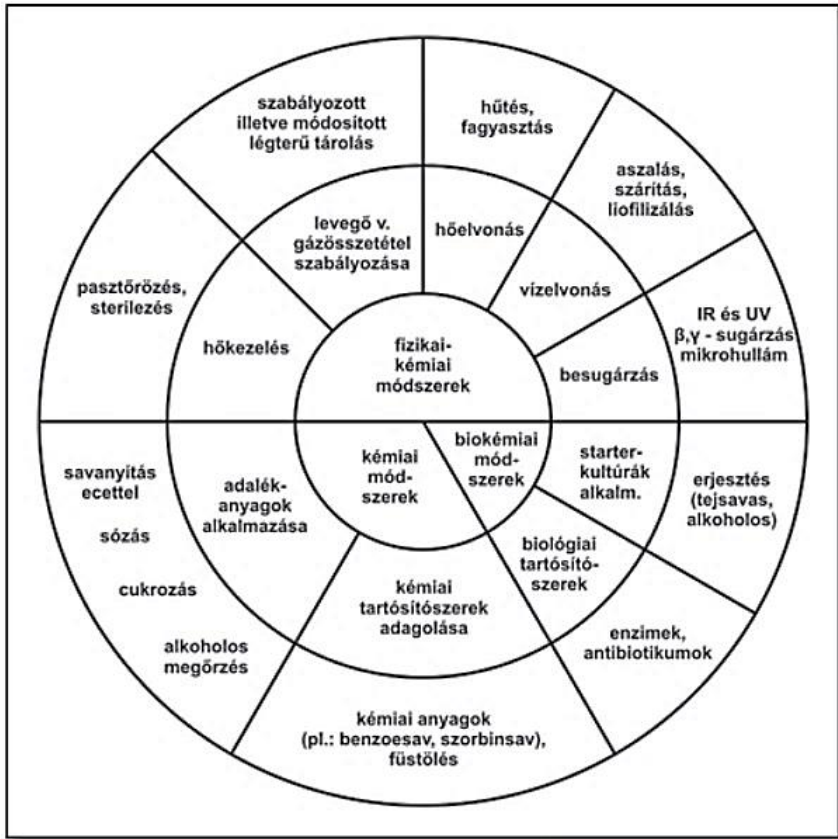 szabályozott
illetve módosított
légterű tárolás
hűtés,
fagyasztás
aszalás,
szárítás,
liofilizálás
levegő v.
gázösszetétel
szabályozása
hőelvonás
vízelvonás
pasztőrözés,
sterilezés
hőkezelés
fizikai-
kémiai
módszerek
besugárzás
IR és UV
β,γ - sugárzás
mikrohullám
savanyítás
ecettel
sózás
cukrozás
alkoholos
megőrzés
adalék-
anyagok
alkalmazása
kémiai
mód-
szerek
biokémiai
mód-
szerek
starter-
kultúrák
alkalm.
erjesztés
(tejsavas,
alkoholos)
kémiai
tartósítószerek
adagolása
biológiai
tartósító-
szerek
enzimek,
antibiotikumok
kémiai anyagok
(pl.: benzoesav, szorbinsav),
füstölés